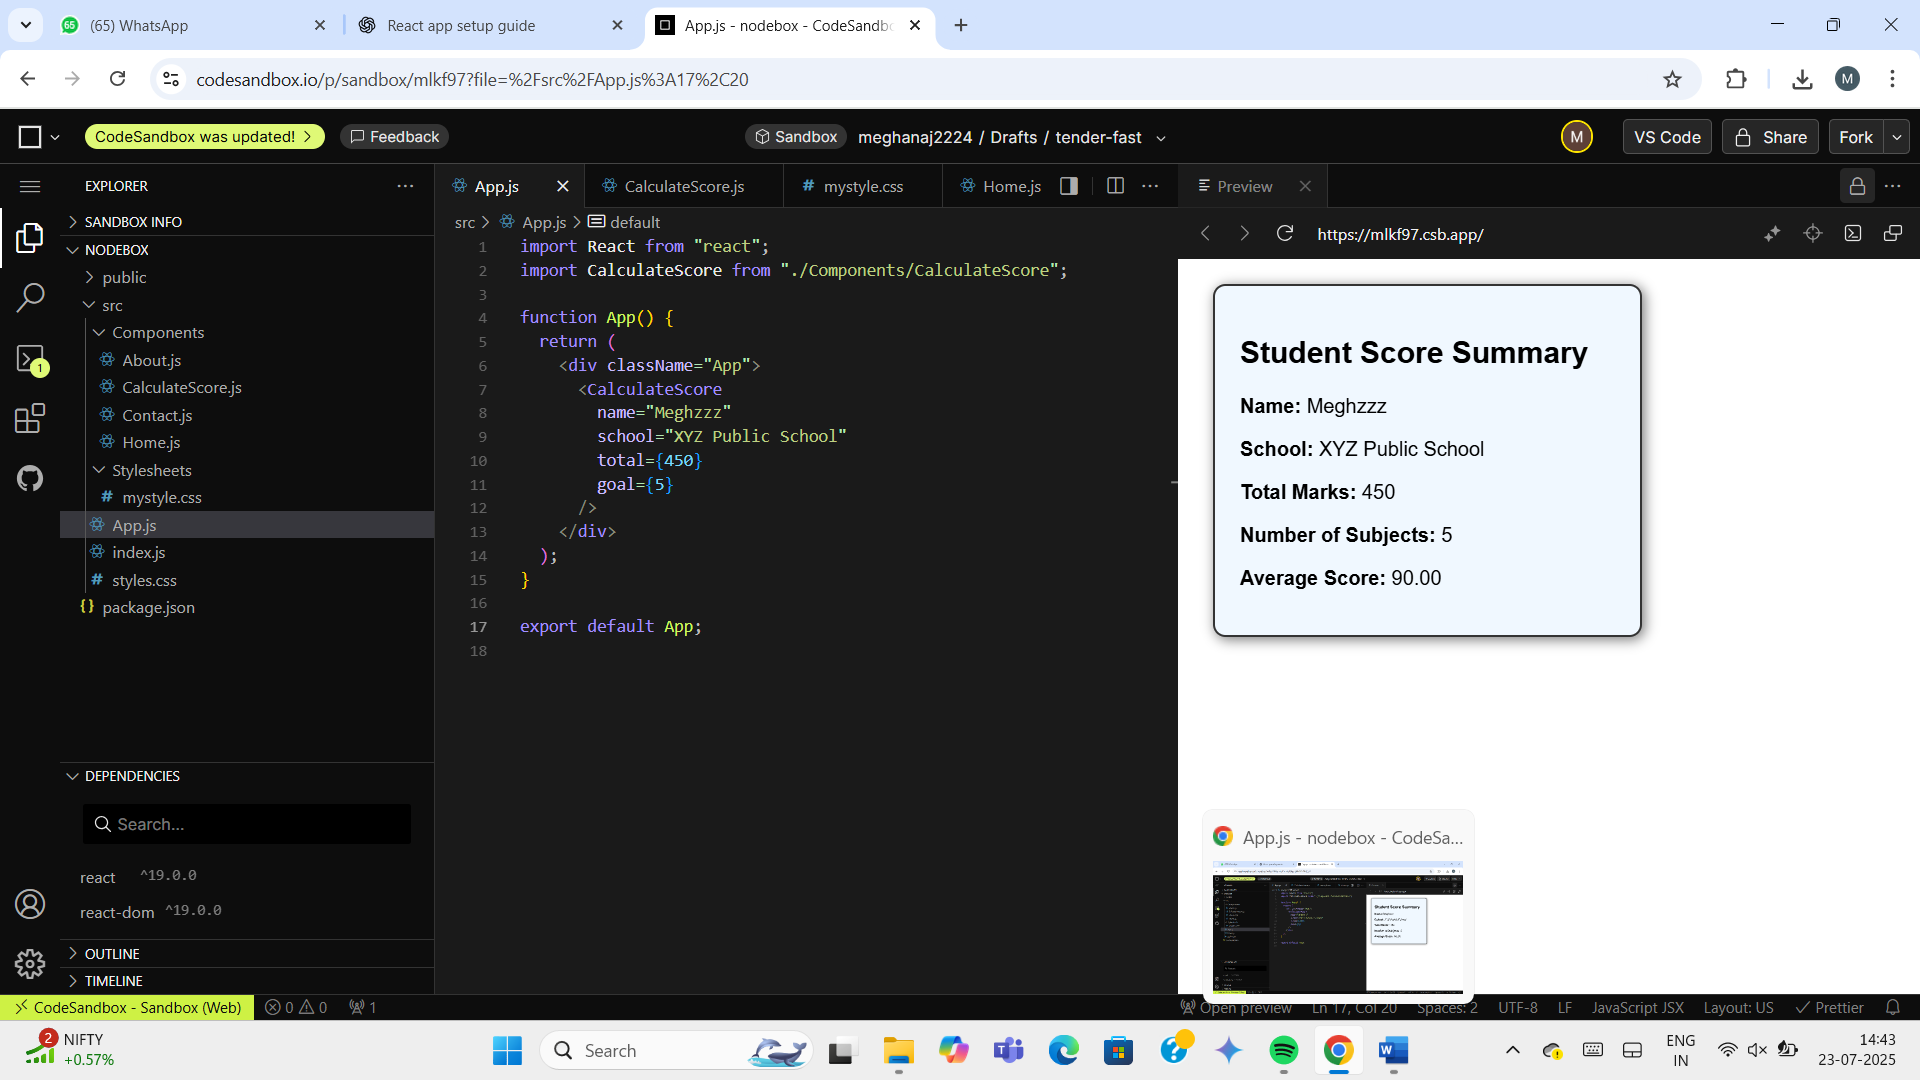 (65) WhatsApp
React app setup guide
App.js - nodebox - CodeSandbo
codesandbox.io/p/sandbox/mlkf97?file=%2Fsrc%2FApp.js%3A17%2C20
M
CodeSandbox was updated!
Feedback
Sandbox
meghanaj2224 / Drafts / tender-fast
M
VS Code
Share
Fork
EXPLORER
SANDBOX INFO
NODEBOX
public
src
Components
About.js
CalculateScore.js
Contact.js
Home.js
Stylesheets
# mystyle.css
App.js
index.js
# styles.css
{} package.json
1
DEPENDENCIES
Search...
react ^19.0.0
react-dom ^19.0.0
OUTLINE
TIMELINE
App.js
CalculateScore.js
# mystyle.css
Home.js
src > App.js > default
1 import React from "react";
2 import CalculateScore from "./Components/CalculateScore";
3
4 function App() {
5 return (
6 <div className="App">
7 <CalculateScore
8 name="Meghzzz"
9 school="XYZ Public School"
10 total={450}
11 goal={5}
12 />
13 </div>
14 );
15 }
16
17 export default App;
18
Preview
https://mlkf97.csb.app/
Student Score Summary
Name: Meghzzz
School: XYZ Public School
Total Marks: 450
Number of Subjects: 5
Average Score: 90.00
App.js - nodebox - CodeSa...
CodeSandbox - Sandbox (Web)
0 0
1
Open preview
Ln 17, Col 20
Spaces: 2
UTF-8
LF
JavaScript JSX
Layout: US
Prettier
2
NIFTY
+0.57%
Search
ENG
IN
14:43
23-07-2025